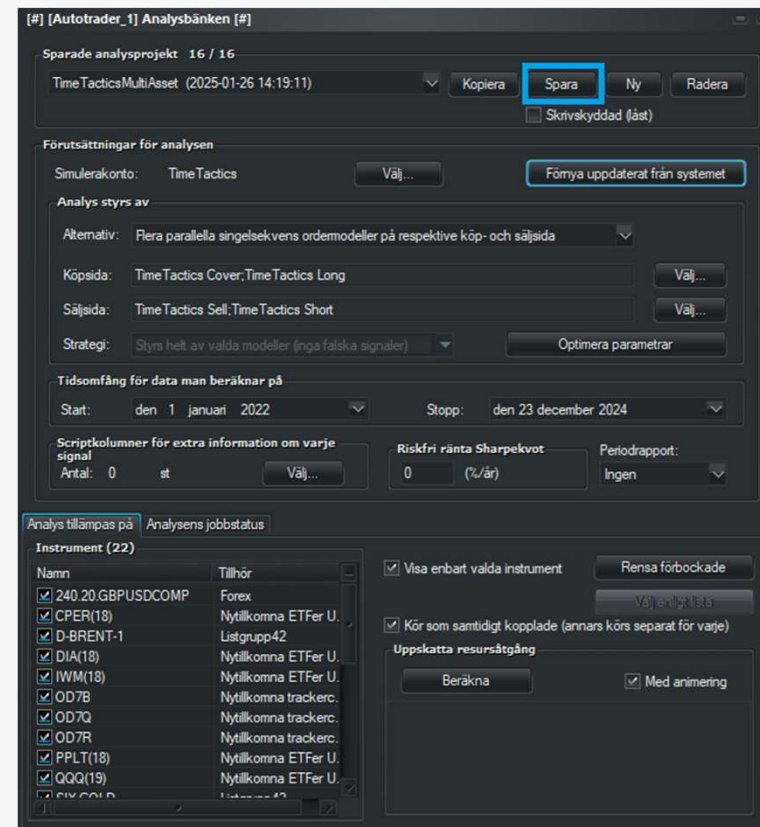 [#] [Autotrader_1] Analysbänken [#]
Sparade analysprojekt 16 / 16
TimeTacticsMultiAsset (2025-01-26 14:19:11)
Kopiera
Spara
Ny
Radera
Skrivskyddad (låst)
Förutsättningar för analysen
Simulerakonto: TimeTactics
Välj...
Förnya uppdaterat från systemet
Analys styrs av
Alternativ: Flera parallella singelsekvens ordermodeller på respektive köp- och säljsida
Köpsida: TimeTactics Cover;TimeTactics Long
Välj...
Säljsida: TimeTactics Sell;TimeTactics Short
Välj...
Strategi: Styrs helt av valda modeller (inga falska signaler)
Optimera parametrar
Tidsomfång för data man beräknar på
Start: den 1 januari 2022
Stopp: den 23 december 2024
Scriptkolumner för extra information om varje
signal
Antal: 0 st
Välj...
Riskfri ränta Sharpekvot
0 (%/år)
Periodrapport:
Ingen
Analys tillämpas på
Analysens jobbstatus
Instrument (22)
Namn Tillhör
240.20.GBPUSDCOMP Forex
CPER(18) Nytillkomna ETFer U.
D-BRENT-1 Listgrupp42
DIA(18) Nytillkomna ETFer U.
IWM(18) Nytillkomna ETFer U.
OD7B Nytillkomna trackerc.
OD7Q Nytillkomna trackerc.
OD7R Nytillkomna trackerc.
PPLT(18) Nytillkomna ETFer U.
QQQ(19) Nytillkomna ETFer U.
Visa enbart valda instrument
Rensa förbockade
Välj enligt lista
Kör som samtidigt kopplade (annars körs separat för varje)
Uppskatta resursåtgång
Beräkna
Med animering